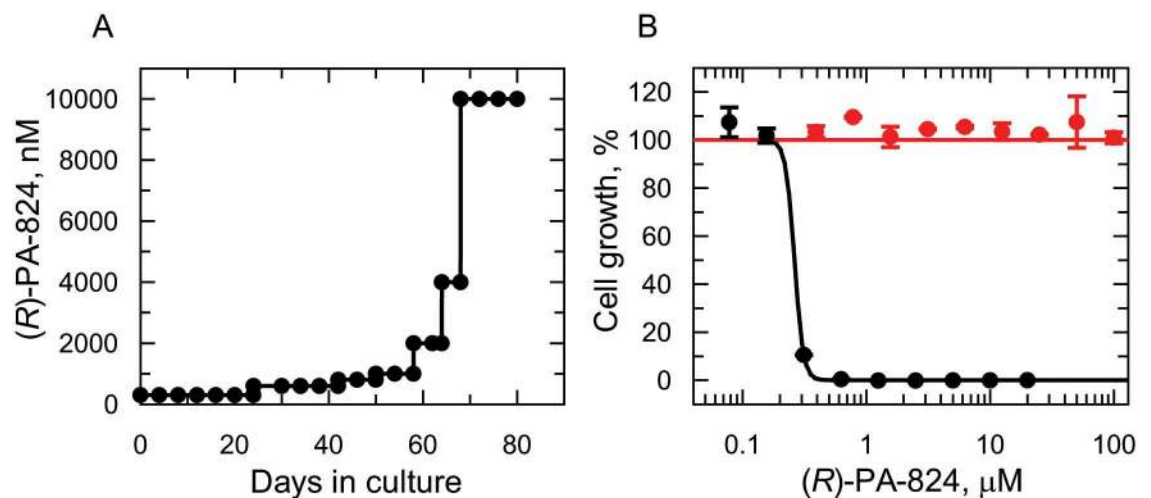 A
(R)-PA-824, nM
10000
8000
6000
4000
2000
0
0 20 40 60 80
Days in culture
B
Cell growth, %
120
100
80
60
40
20
0
0.1 1 10 100
(R)-PA-824, μM